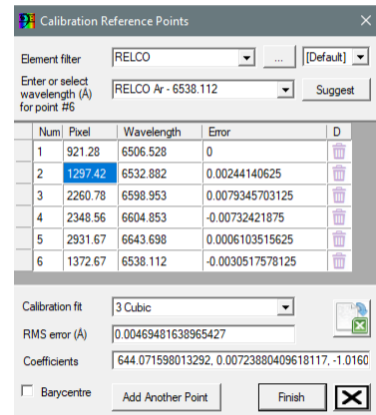 Calibration Reference Points
Element filter RELCO ... [Default]
Enter or select
wavelength (Å)
for point #6
RELCO Ar - 6538.112 Suggest
Num Pixel Wavelength Error D
1 921.28 6506.528 0
2 1297.42 6532.882 0.00244140625
3 2260.78 6598.953 0.0079345703125
4 2348.56 6604.853 -0.00732421875
5 2931.67 6643.698 0.0006103515625
6 1372.67 6538.112 -0.0030517578125
Calibration fit 3 Cubic
RMS error (Å) 0.00469481638965427
Coefficients 644.071598013292, 0.00723880409618117, -1.0160
Barycentre Add Another Point Finish